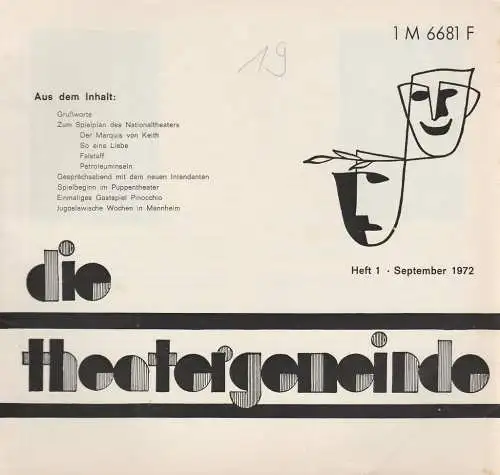 1 M 6681 F
19
Aus dem Inhalt:
Grußworte
Zum Spielplan des Nationaltheaters
Der Marquis von Keith
So eine Liebe
Falstaff
Petroleuminseln
Gesprächsabend mit dem neuen Intendanten
Spielbeginn im Puppentheater
Einmaliges Gastspiel Pinocchio
Jugoslawische Wochen in Mannheim
Heft 1 · September 1972
die
theatergemeinde